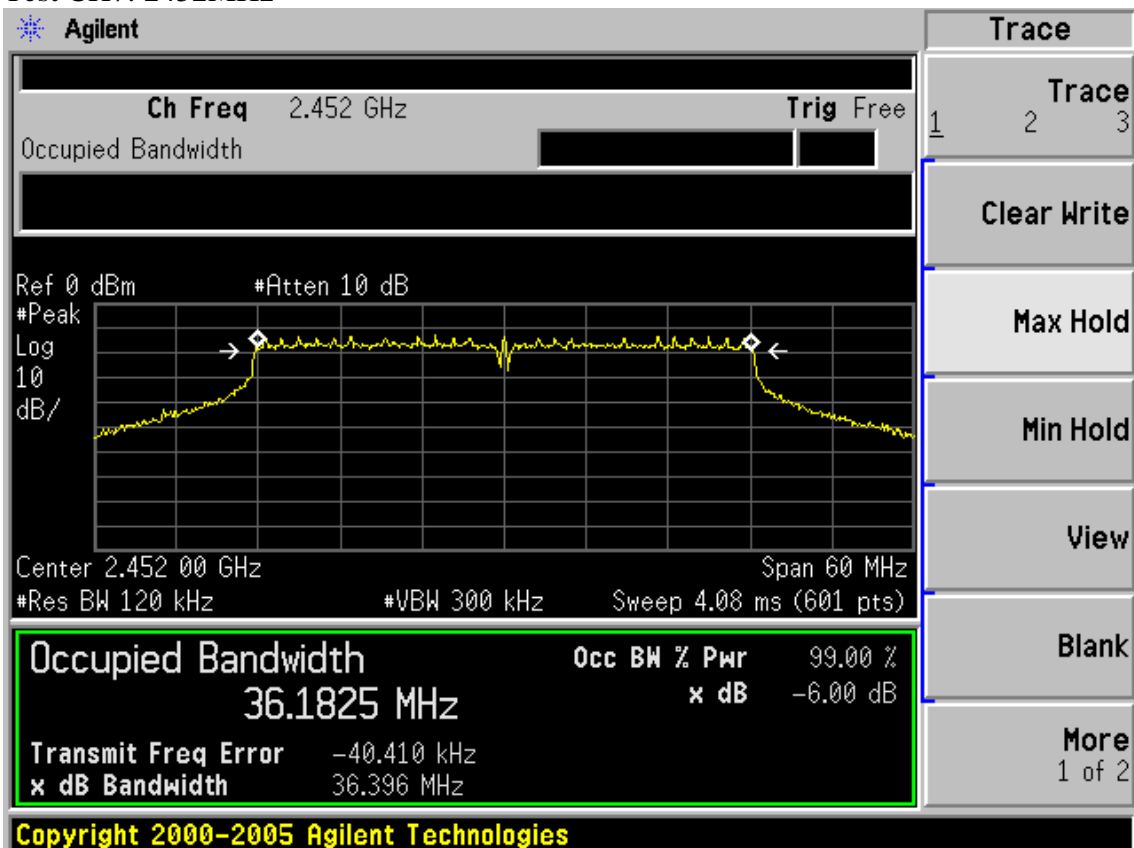 Agilent
Trace
Ch Freq 2.452 GHz Trig Free
Occupied Bandwidth
Trace
1 2 3
Clear Write
Max Hold
Min Hold
View
Blank
More
1 of 2
Ref 0 dBm #Atten 10 dB
#Peak
Log
10
dB/
Center 2.452 00 GHz Span 60 MHz
#Res BW 120 kHz #VBW 300 kHz Sweep 4.08 ms (601 pts)
Occupied Bandwidth
36.1825 MHz
Occ BW % Pwr 99.00 %
x dB -6.00 dB
Transmit Freq Error -40.410 kHz
x dB Bandwidth 36.396 MHz
Copyright 2000-2005 Agilent Technologies